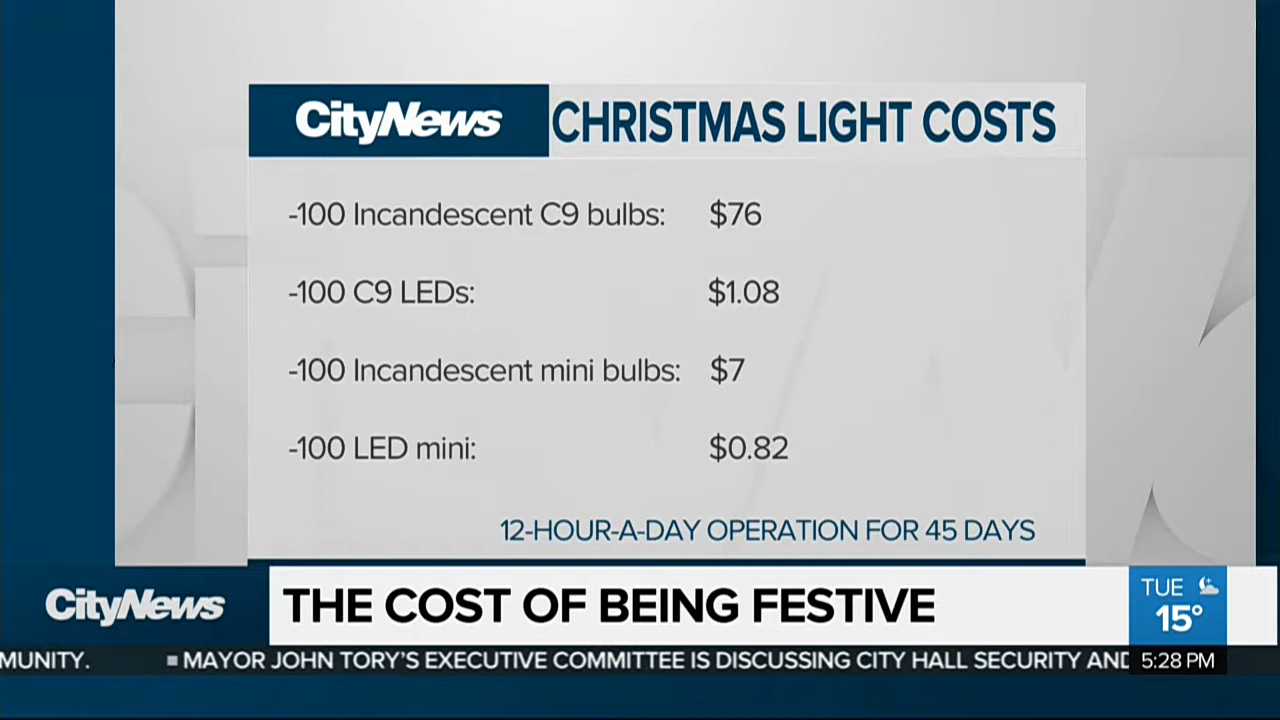 CityNews CHRISTMAS LIGHT COSTS
-100 Incandescent C9 bulbs: $76
-100 C9 LEDs: $1.08
-100 Incandescent mini bulbs: $7
-100 LED mini: $0.82
12-HOUR-A-DAY OPERATION FOR 45 DAYS
CityNews THE COST OF BEING FESTIVE
TUE
15°
MUNITY. ■ MAYOR JOHN TORY'S EXECUTIVE COMMITTEE IS DISCUSSING CITY HALL SECURITY AND
5:28 PM